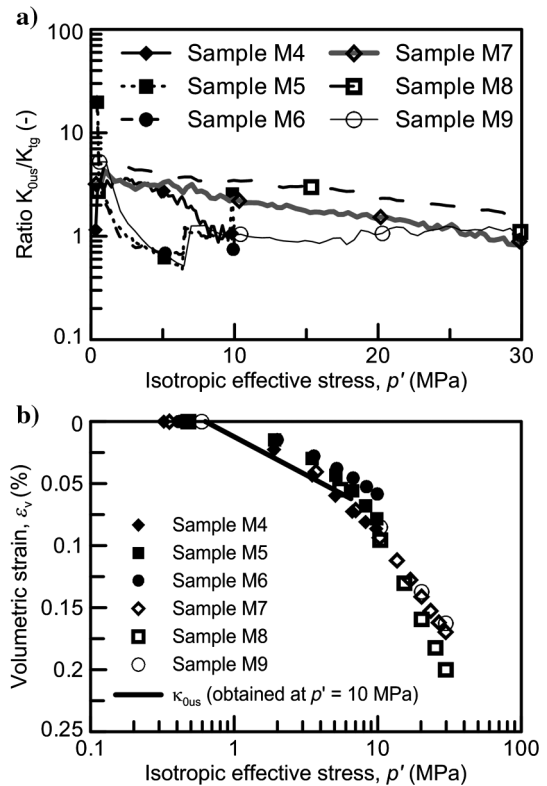 a)
100
10
1
0.1
Ratio K0us/Ktg (-)
Sample M4
Sample M5
Sample M6
Sample M7
Sample M8
Sample M9
0
10
20
30
Isotropic effective stress, p' (MPa)
b)
0
0.05
0.1
0.15
0.2
0.25
Volumetric strain, εv (%)
Sample M4
Sample M5
Sample M6
Sample M7
Sample M8
Sample M9
κ0us (obtained at p' = 10 MPa)
0.1
1
10
100
Isotropic effective stress, p' (MPa)